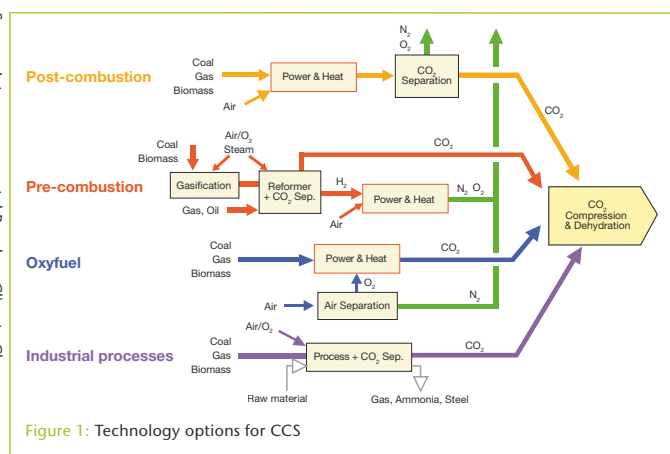 N₂
O₂
Post-combustion
Coal
Gas
Biomass
Air
Power & Heat
CO₂
Separation
CO₂
Pre-combustion
Coal
Biomass
Air/O₂
Steam
Gasification
Gas, Oil
Reformer
+ CO₂ Sep.
H₂
Air
Power & Heat
N₂ O₂
CO₂
CO₂
Compression
& Dehydration
Oxyfuel
Coal
Gas
Biomass
Power & Heat
CO₂
O₂
Air
Air Separation
N₂
Industrial processes
Air/O₂
Coal
Gas
Biomass
Process + CO₂ Sep.
CO₂
Raw material
Gas, Ammonia, Steel
Figure 1: Technology options for CCS